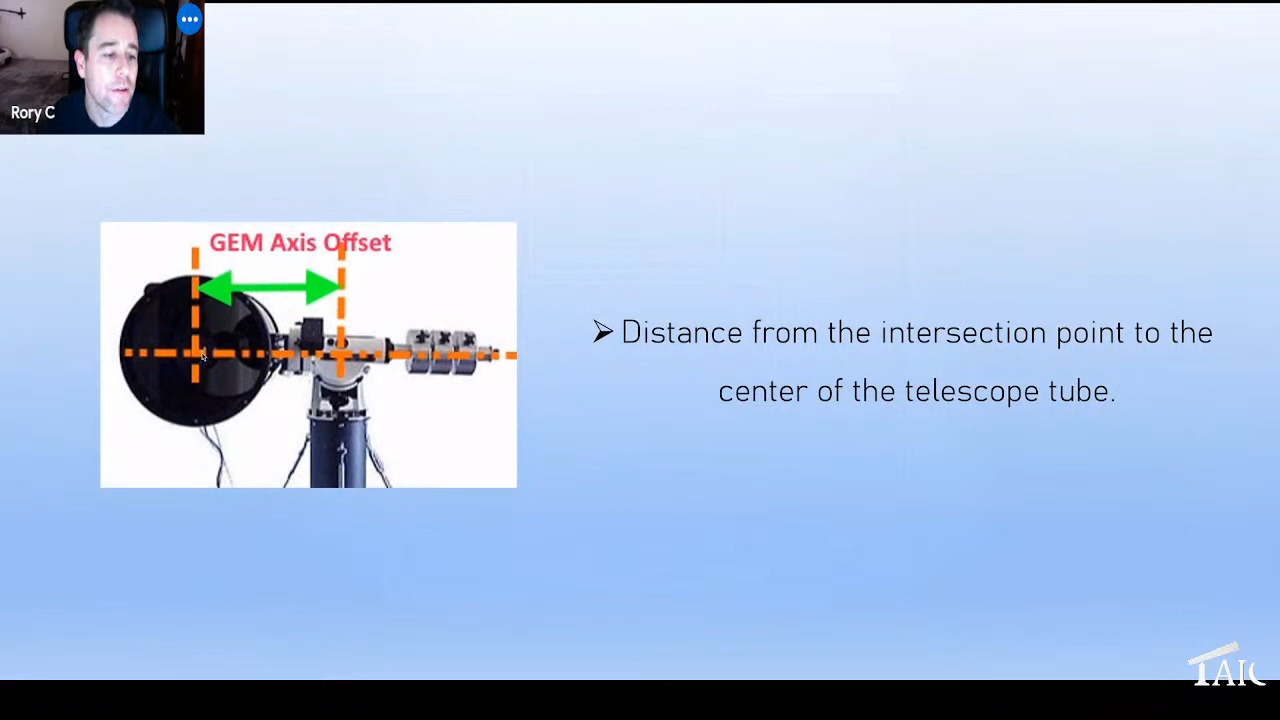 Rory C
GEM Axis Offset
➢ Distance from the intersection point to the
center of the telescope tube.
TAIC